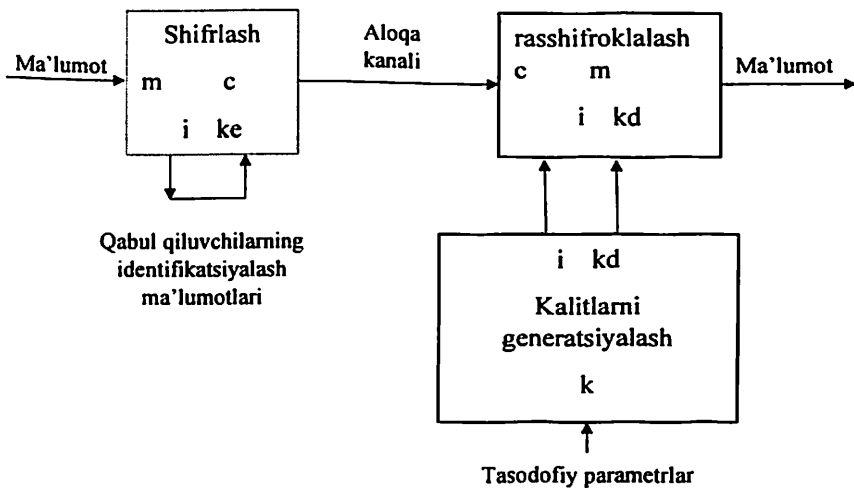 Shifrlash
Ma'lumot
m c
i ke
Aloqa
kanali
rasshifroklalash
c m
i kd
Ma'lumot
Qabul qiluvchilarning
identifikatsiyalash
ma'lumotlari
i kd
Kalitlarni
generatsiyalash
k
Tasodofiy parametrlar